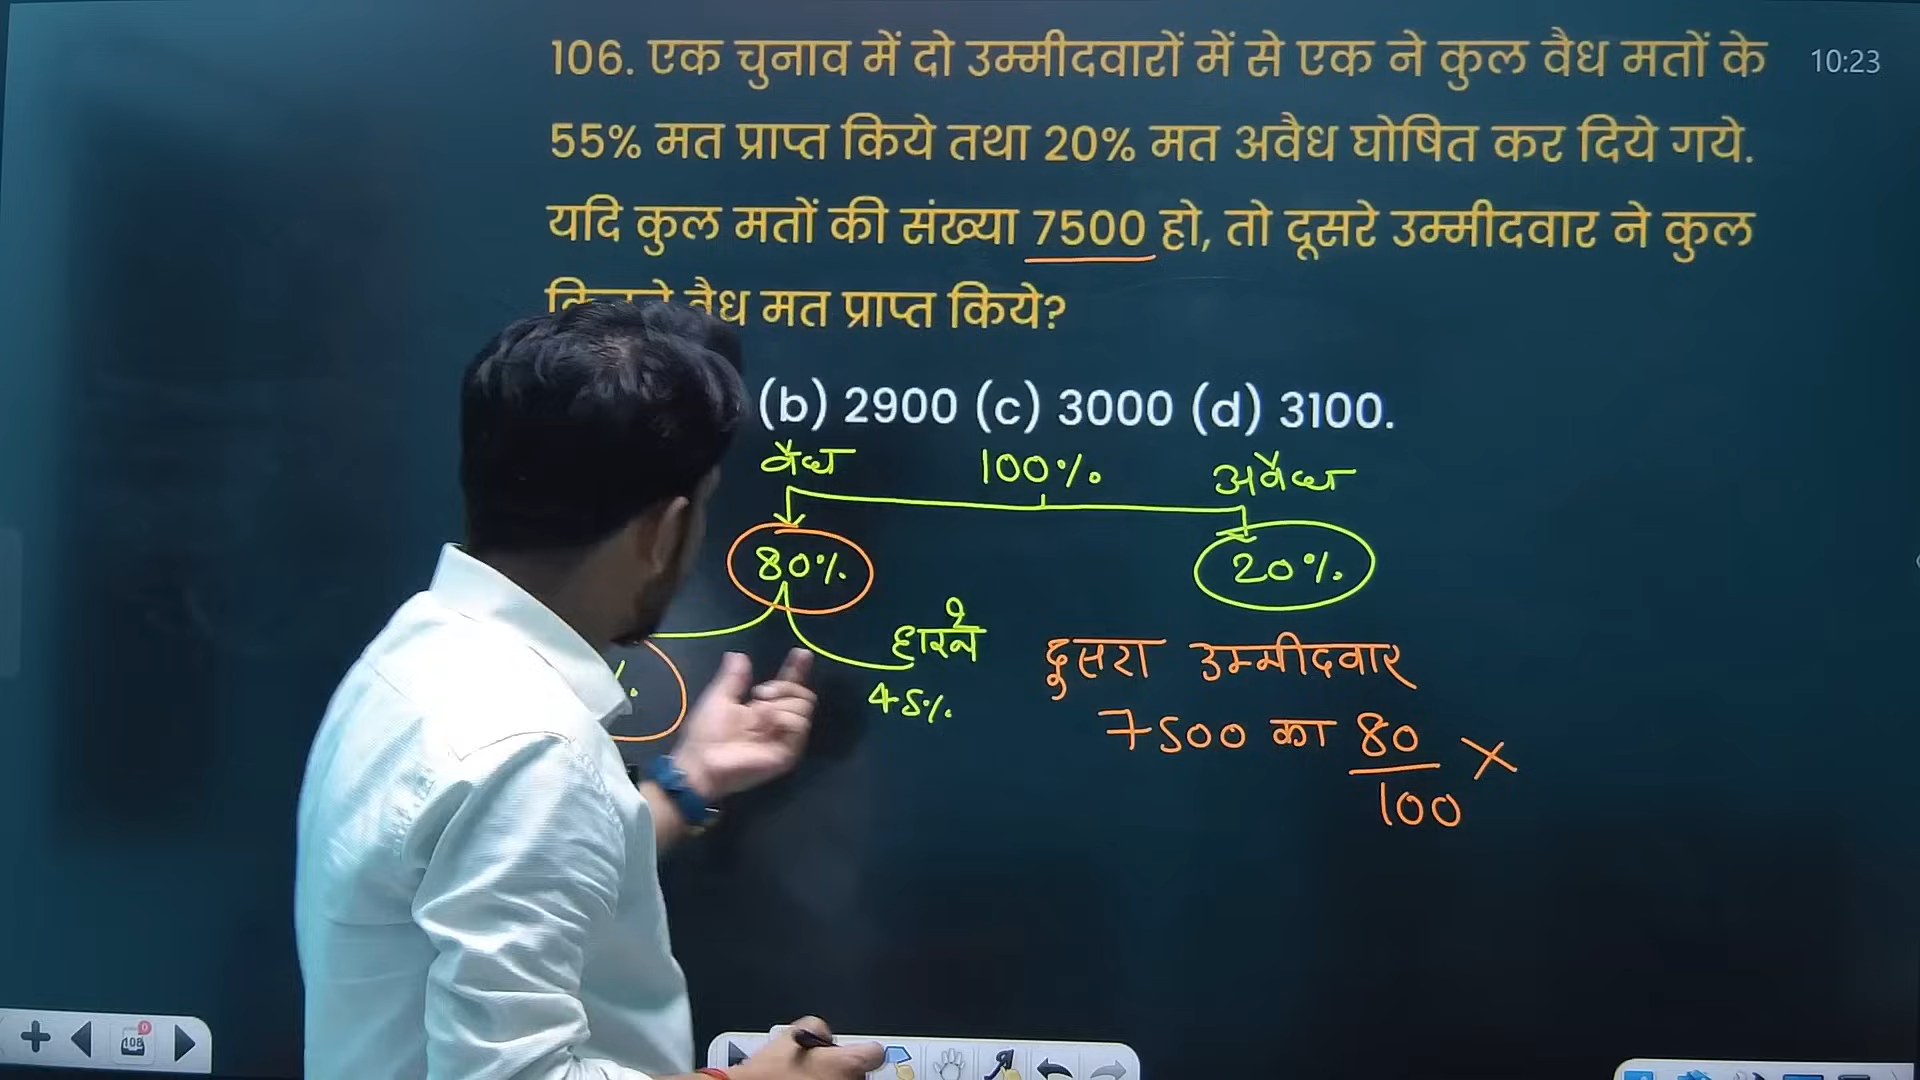 106. एक चुनाव में दो उम्मीदवारों में से एक ने कुल वैध मतों के
10:23
55% मत प्राप्त किये तथा 20% मत अवैध घोषित कर दिये गये.
यदि कुल मतों की संख्या 7500 हो, तो दूसरे उम्मीदवार ने कुल
वैध मत प्राप्त किये?
(b) 2900 (c) 3000 (d) 3100.
वैध 100% अवैध
80% 20%
हारने
45%
दुसरा उम्मीदवार
7500 का 80/100 ×
108